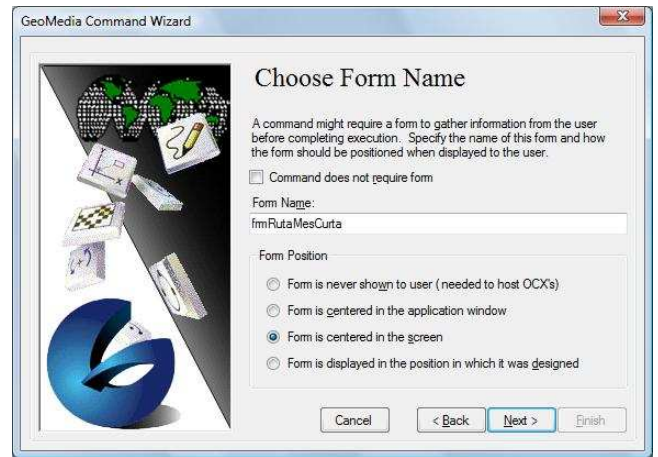 GeoMedia Command Wizard
Choose Form Name
A command might require a form to gather information from the user
before completing execution. Specify the name of this form and how
the form should be positioned when displayed to the user.
Command does not require form
Form Name:
frmRutaMesCurta
Form Position
Form is never shown to user ( needed to host OCX's)
Form is centered in the application window
Form is centered in the screen
Form is displayed in the position in which it was designed
Cancel
< Back
Next >
Finish